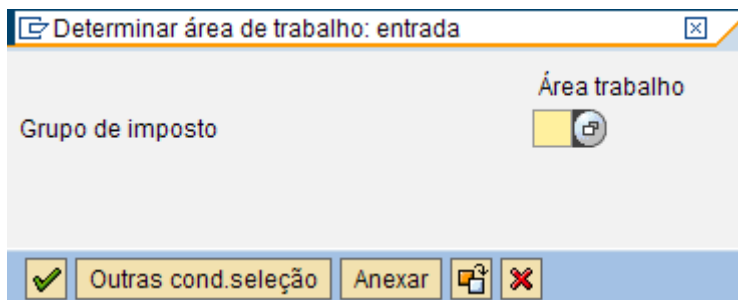 Determinar área de trabalho: entrada
Área trabalho
Grupo de imposto
Outras cond.seleção
Anexar